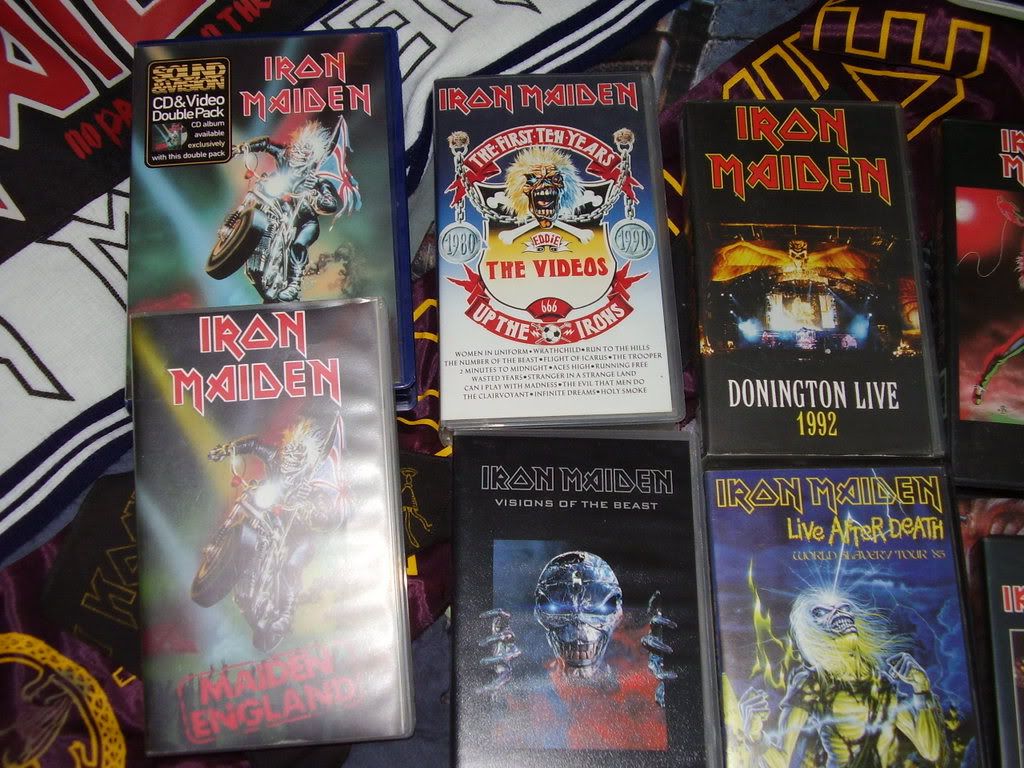 SOUND
&VISION
CD&Video
Double Pack
CD album
available
exclusively
with this double pack
IRON
MAIDEN
IRON
MAIDEN
MAIDEN
ENGLAND
IRON MAIDEN
THE FIRST TEN YEARS
1980
1990
EDDIE
THE VIDEOS
666
UP THE IRONS
WOMEN IN UNIFORM•WRATHCHILD•RUN TO THE HILLS
THE NUMBER OF THE BEAST•FLIGHT OF ICARUS•THE TROOPER
2 MINUTES TO MIDNIGHT•ACES HIGH•RUNNING FREE
WASTED YEARS•STRANGER IN A STRANGE LAND
CAN I PLAY WITH MADNESS•THE EVIL THAT MEN DO
THE CLAIRVOYANT•INFINITE DREAMS•HOLY SMOKE
IRON
MAIDEN
DONINGTON LIVE
1992
IRON MAIDEN
VISIONS OF THE BEAST
IRON MAIDEN
LIVE AFTER DEATH
WORLD SLAVERY TOUR '85